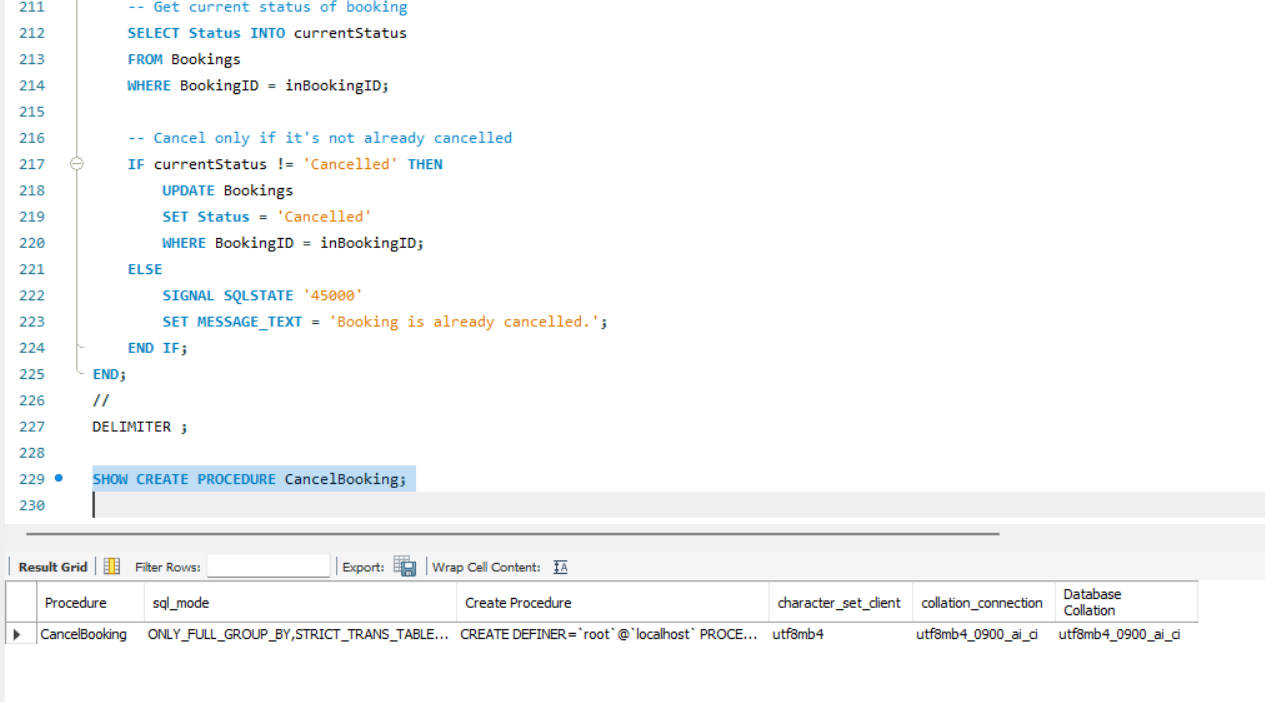 211 -- Get current status of booking
212 SELECT Status INTO currentStatus
213 FROM Bookings
214 WHERE BookingID = inBookingID;
215
216 -- Cancel only if it's not already cancelled
217 IF currentStatus != 'Cancelled' THEN
218 UPDATE Bookings
219 SET Status = 'Cancelled'
220 WHERE BookingID = inBookingID;
221 ELSE
222 SIGNAL SQLSTATE '45000'
223 SET MESSAGE_TEXT = 'Booking is already cancelled.';
224 END IF;
225 END;
226 //
227 DELIMITER ;
228
229 SHOW CREATE PROCEDURE CancelBooking;
230
Result Grid Filter Rows: Export: Wrap Cell Content: IA
Procedure sql_mode Create Procedure character_set_client collation_connection Database Collation
CancelBooking ONLY_FULL_GROUP_BY,STRICT_TRANS_TABLE... CREATE DEFINER=`root`@`localhost` PROCE... utf8mb4 utf8mb4_0900_ai_ci utf8mb4_0900_ai_ci